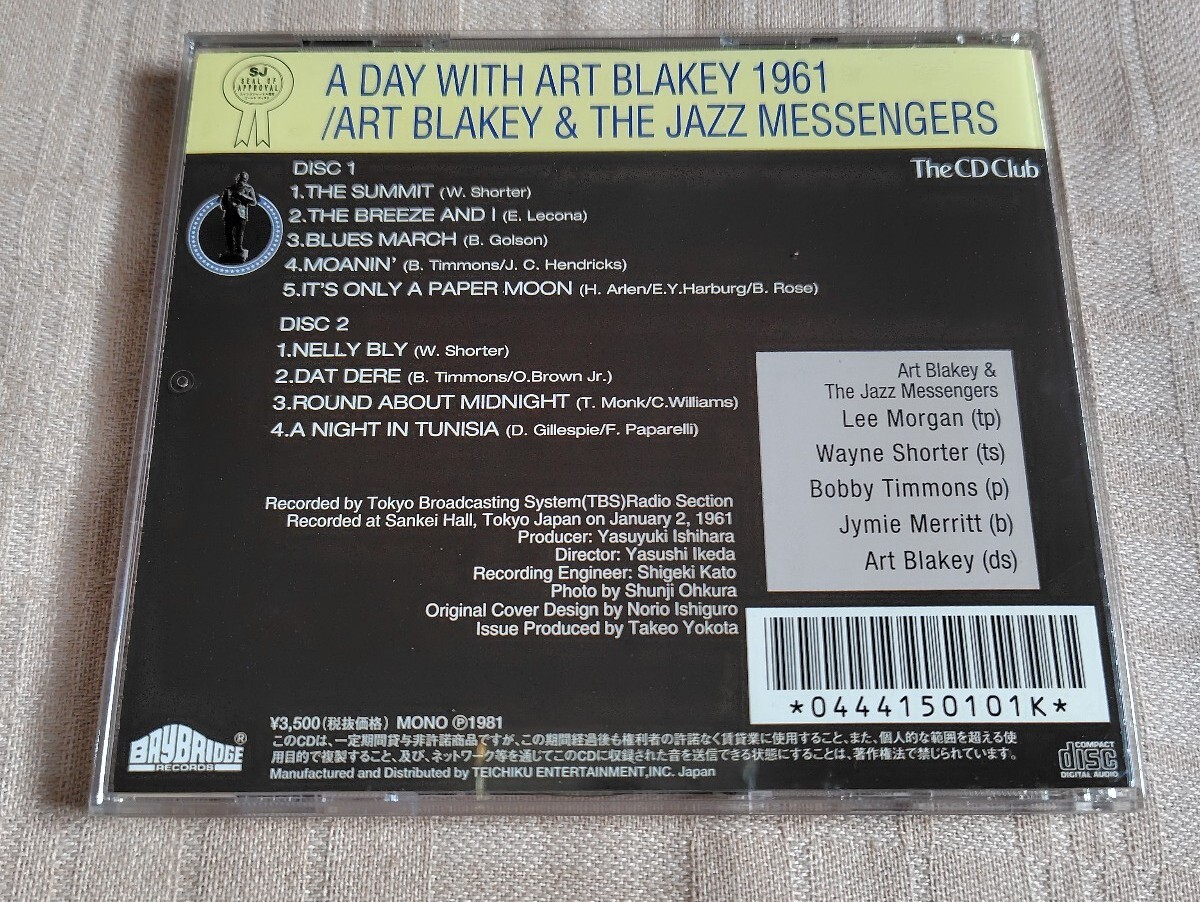 SJ
SEAL OF
APPROVAL
A DAY WITH ART BLAKEY 1961
/ART BLAKEY & THE JAZZ MESSENGERS
The CD Club
DISC 1
1.THE SUMMIT (W. Shorter)
2.THE BREEZE AND I (E. Lecona)
3.BLUES MARCH (B. Golson)
4.MOANIN' (B. Timmons/J. C. Hendricks)
5.IT'S ONLY A PAPER MOON (H. Arlen/E.Y.Harburg/B. Rose)
DISC 2
1.NELLY BLY (W. Shorter)
2.DAT DERE (B. Timmons/O.Brown Jr.)
3.ROUND ABOUT MIDNIGHT (T. Monk/C.Williams)
4.A NIGHT IN TUNISIA (D. Gillespie/F. Paparelli)
Art Blakey &
The Jazz Messengers
Lee Morgan (tp)
Wayne Shorter (ts)
Bobby Timmons (p)
Jymie Merritt (b)
Art Blakey (ds)
Recorded by Tokyo Broadcasting System(TBS)Radio Section
Recorded at Sankei Hall, Tokyo Japan on January 2, 1961
Producer: Yasuyuki Ishihara
Director: Yasushi Ikeda
Recording Engineer: Shigeki Kato
Photo by Shunji Ohkura
Original Cover Design by Norio Ishiguro
Issue Produced by Takeo Yokota
*0444150101K*
BAYBRIDGE®
RECORDS
¥3,500(税抜価格) MONO Ⓟ1981
このCDは、一定期間貸与非許諾商品ですが、この期間経過後も権利者の許諾なく賃貸業に使用すること、また、個人的な範囲を超える使
用目的で複製すること、及び、ネットワーク等を通じてこのCDに収録された音を送信できる状態にすることは、著作権法で禁じられています。
Manufactured and Distributed by TEICHIKU ENTERTAINMENT,INC. Japan
COMPACT
disc
DIGITAL AUDIO